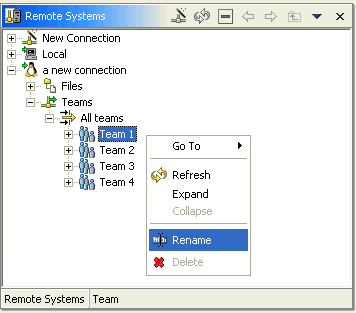 Remote Systems
New Connection
Local
a new connection
Files
Teams
All teams
Team 1
Team 2
Team 3
Team 4
Go To
Refresh
Expand
Collapse
Rename
Delete
Remote Systems Team